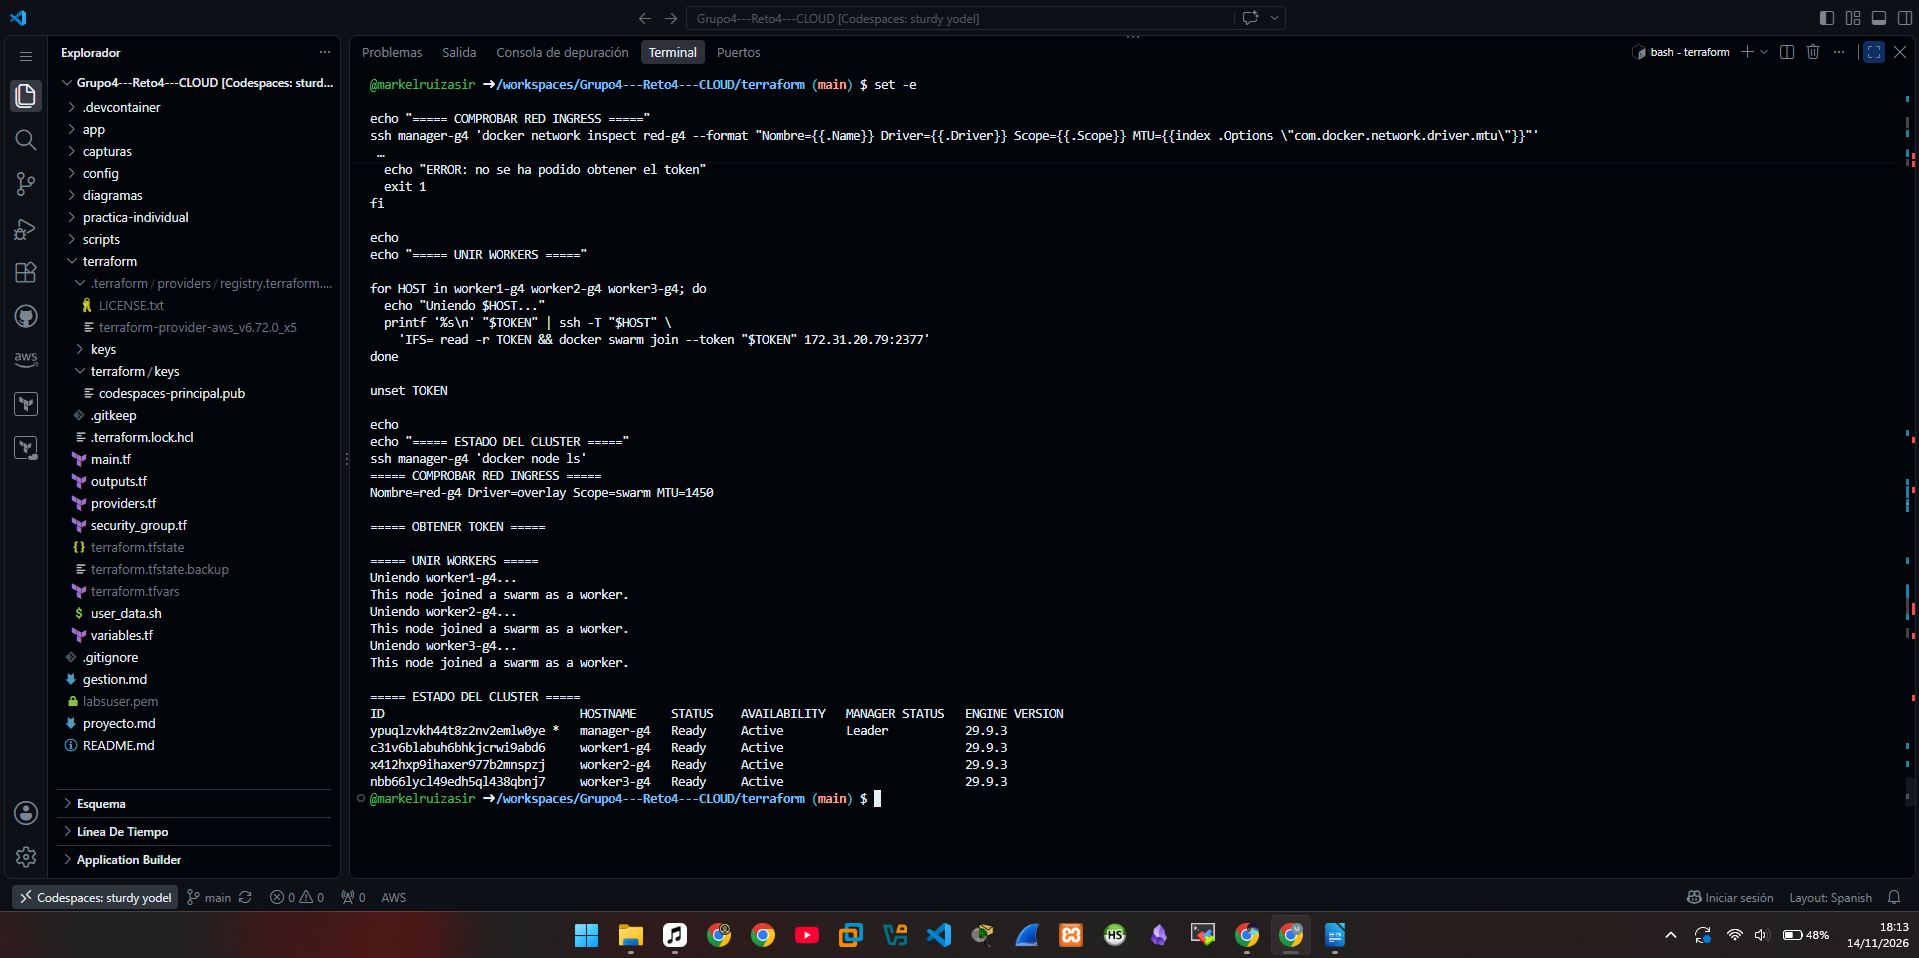 Grupo4---Reto4---CLOUD [Codespaces: sturdy yodel]
Explorador
Grupo4---Reto4---CLOUD [Codespaces: sturd...
.devcontainer
app
capturas
config
diagramas
practica-individual
scripts
terraform
.terraform / providers / registry.terraform....
LICENSE.txt
terraform-provider-aws_v6.72.0_x5
keys
terraform / keys
codespaces-principal.pub
.gitkeep
.terraform.lock.hcl
main.tf
outputs.tf
providers.tf
security_group.tf
terraform.tfstate
terraform.tfstate.backup
terraform.tfvars
user_data.sh
variables.tf
.gitignore
gestion.md
labsuser.pem
proyecto.md
README.md
Esquema
Línea De Tiempo
Application Builder
aws
Problemas Salida Consola de depuración Terminal Puertos
bash - terraform
@markelruizasir ➜/workspaces/Grupo4---Reto4---CLOUD/terraform (main) $ set -e
echo "===== COMPROBAR RED INGRESS ====="
ssh manager-g4 'docker network inspect red-g4 --format "Nombre={{.Name}} Driver={{.Driver}} Scope={{.Scope}} MTU={{index .Options \"com.docker.network.driver.mtu\"}}"'
…
echo "ERROR: no se ha podido obtener el token"
exit 1
fi
echo
echo "===== UNIR WORKERS ====="
for HOST in worker1-g4 worker2-g4 worker3-g4; do
echo "Uniendo $HOST..."
printf '%s\n' "$TOKEN" | ssh -T "$HOST" \
'IFS= read -r TOKEN && docker swarm join --token "$TOKEN" 172.31.20.79:2377'
done
unset TOKEN
echo
echo "===== ESTADO DEL CLUSTER ====="
ssh manager-g4 'docker node ls'
===== COMPROBAR RED INGRESS =====
Nombre=red-g4 Driver=overlay Scope=swarm MTU=1450
===== OBTENER TOKEN =====
===== UNIR WORKERS =====
Uniendo worker1-g4...
This node joined a swarm as a worker.
Uniendo worker2-g4...
This node joined a swarm as a worker.
Uniendo worker3-g4...
This node joined a swarm as a worker.
===== ESTADO DEL CLUSTER =====
ID HOSTNAME STATUS AVAILABILITY MANAGER STATUS ENGINE VERSION
ypuqlzvkh44t8z2nv2emlw0ye * manager-g4 Ready Active Leader 29.9.3
c31v6blabuh6bhkjcrwi9abd6 worker1-g4 Ready Active 29.9.3
x412hxp9ihaxer977b2mnspzj worker2-g4 Ready Active 29.9.3
nbb66lycl49edh5ql438qbnj7 worker3-g4 Ready Active 29.9.3
@markelruizasir ➜/workspaces/Grupo4---Reto4---CLOUD/terraform (main) $
Codespaces: sturdy yodel main 0 0 0 AWS Iniciar sesión Layout: Spanish
HS
48%
18:13
14/11/2026